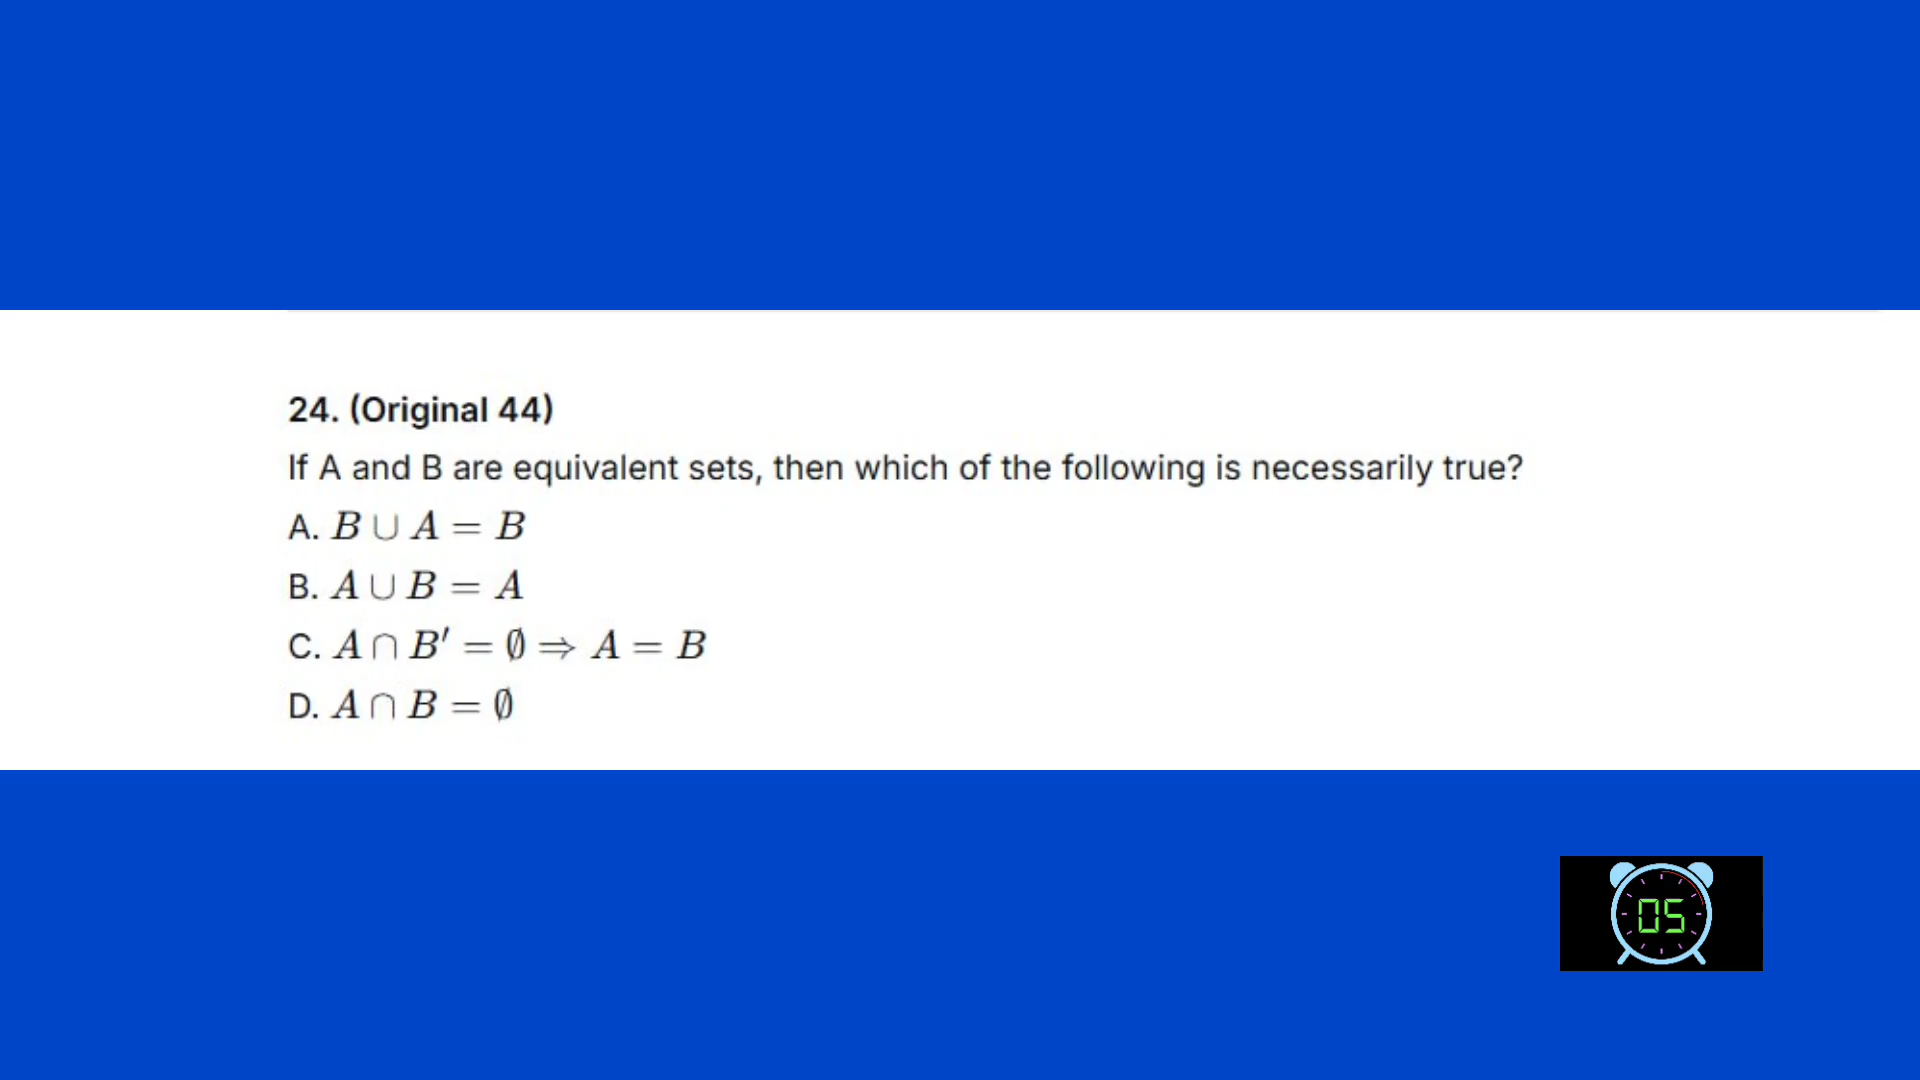 24. (Original 44)
If A and B are equivalent sets, then which of the following is necessarily true?
A. B ∪ A = B
B. A ∪ B = A
C. A ∩ B′ = ∅ ⇒ A = B
D. A ∩ B = ∅
05